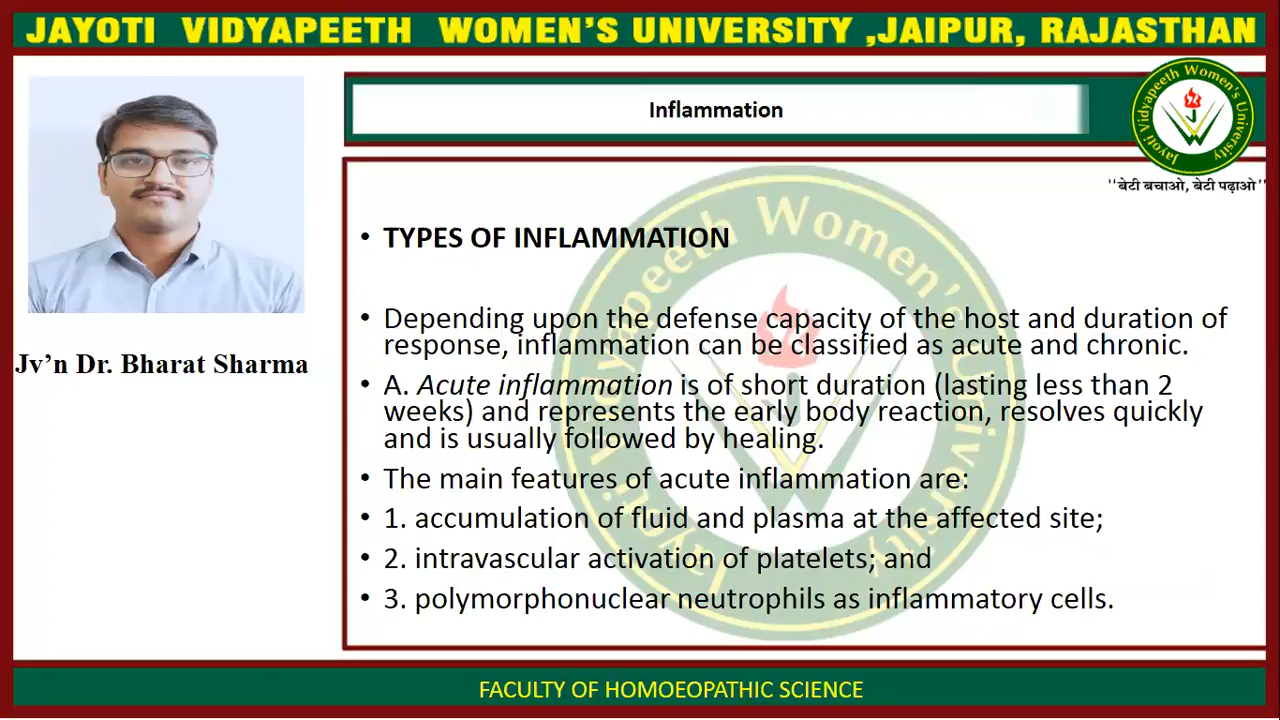 JAYOTI VIDYAPEETH WOMEN'S UNIVERSITY ,JAIPUR, RAJASTHAN
Inflammation
Jayoti Vidyapeeth Women's University
"बेटी बचाओ, बेटी पढ़ाओ"
Jv'n Dr. Bharat Sharma
• TYPES OF INFLAMMATION
• Depending upon the defense capacity of the host and duration of
response, inflammation can be classified as acute and chronic.
• A. Acute inflammation is of short duration (lasting less than 2
weeks) and represents the early body reaction, resolves quickly
and is usually followed by healing.
• The main features of acute inflammation are:
• 1. accumulation of fluid and plasma at the affected site;
• 2. intravascular activation of platelets; and
• 3. polymorphonuclear neutrophils as inflammatory cells.
Jayoti Vidyapeeth Women's University
FACULTY OF HOMOEOPATHIC SCIENCE